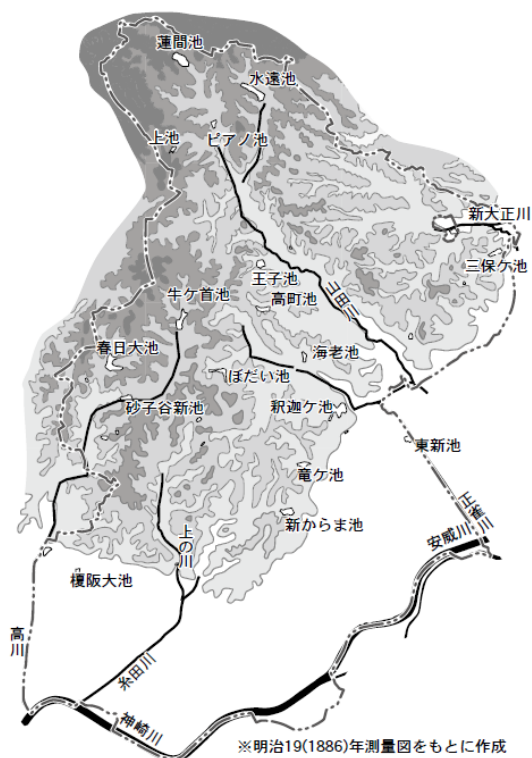 蓮間池
水遠池
上池
ピアノ池
新大正川
三保ケ池
王子池
山田川
牛ケ首池
高町池
春日大池
海老池
ぼだい池
砂子谷新池
釈迦ケ池
東新池
竜ケ池
正雀川
新からま池
安威川
上の川
榎阪大池
高川
糸田川
神崎川
※明治19(1886)年測量図をもとに作成